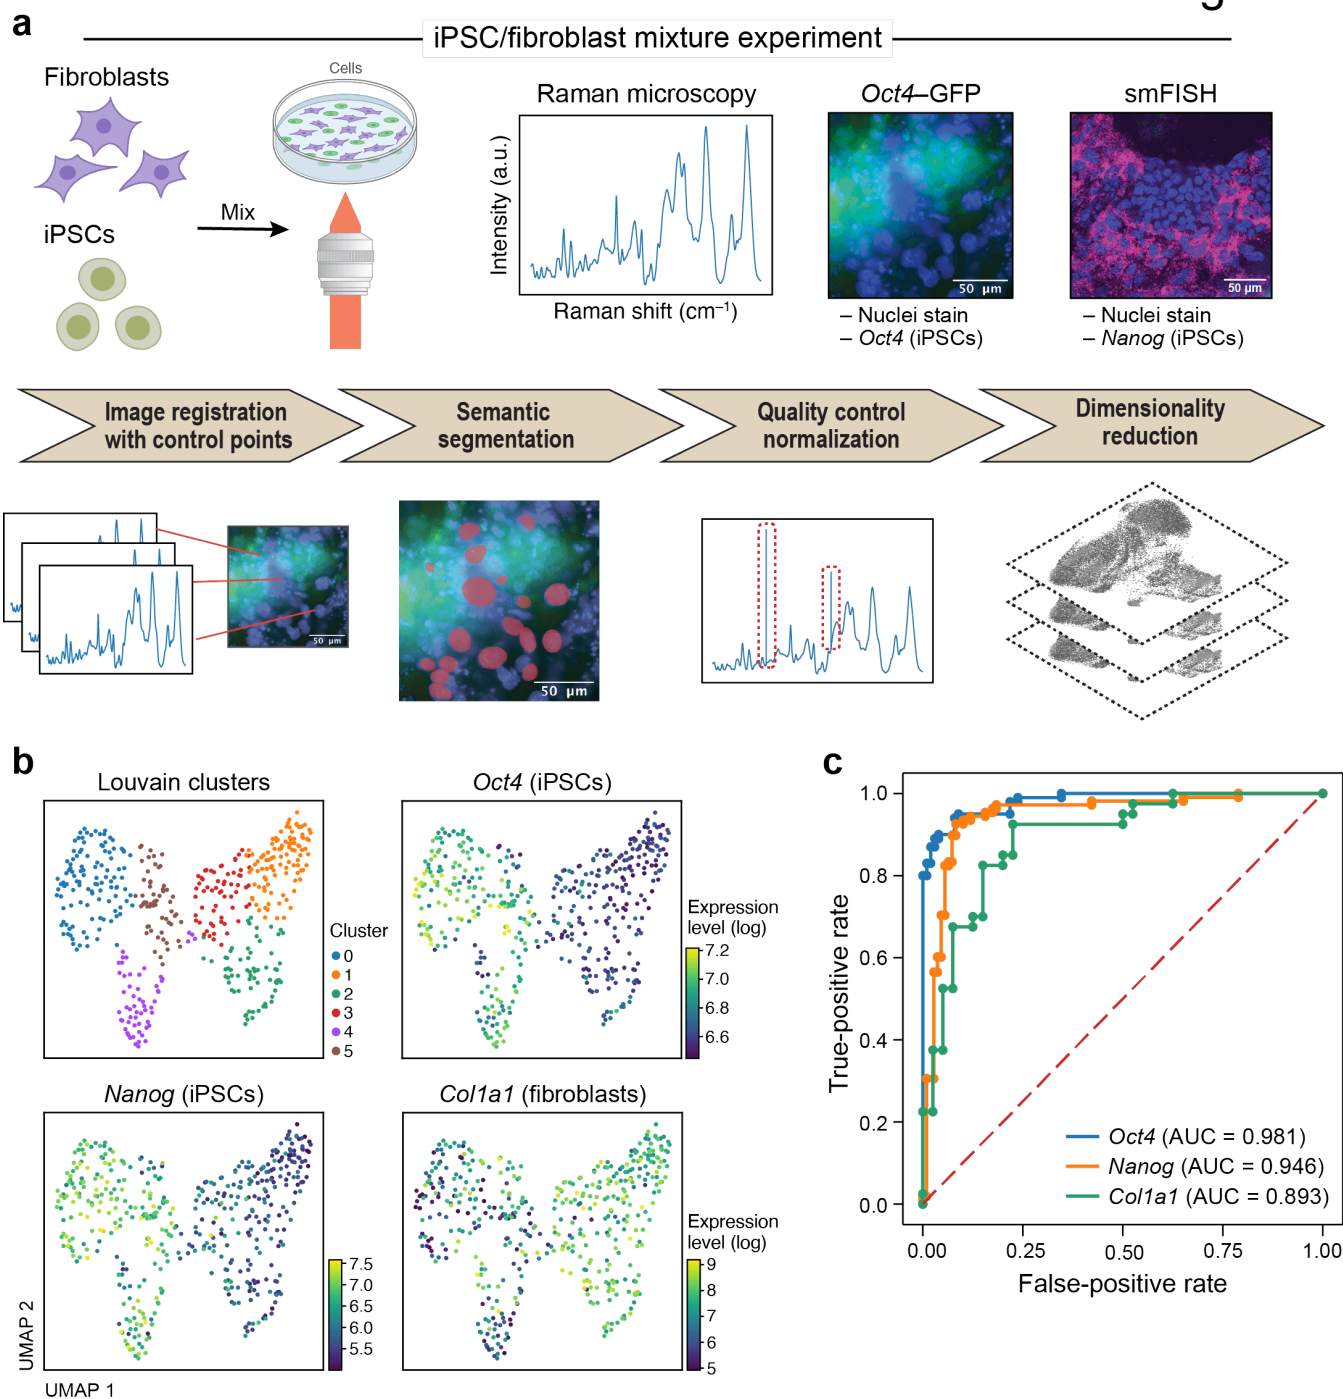 a
iPSC/fibroblast mixture experiment
Fibroblasts
iPSCs
Mix
Cells
Raman microscopy
Intensity (a.u.)
Raman shift (cm⁻¹)
Oct4–GFP
50 µm
– Nuclei stain
– Oct4 (iPSCs)
smFISH
50 µm
– Nuclei stain
– Nanog (iPSCs)
Image registration
with control points
Semantic
segmentation
Quality control
normalization
Dimensionality
reduction
50 µm
50 µm
b
Louvain clusters
Cluster
0
1
2
3
4
5
Oct4 (iPSCs)
Expression
level (log)
7.2
7.0
6.8
6.6
Nanog (iPSCs)
7.5
7.0
6.5
6.0
5.5
UMAP 2
UMAP 1
Col1a1 (fibroblasts)
Expression
level (log)
9
8
7
6
5
c
True-positive rate
1.0
0.8
0.6
0.4
0.2
0.0
0.00 0.25 0.50 0.75 1.00
False-positive rate
Oct4 (AUC = 0.981)
Nanog (AUC = 0.946)
Col1a1 (AUC = 0.893)